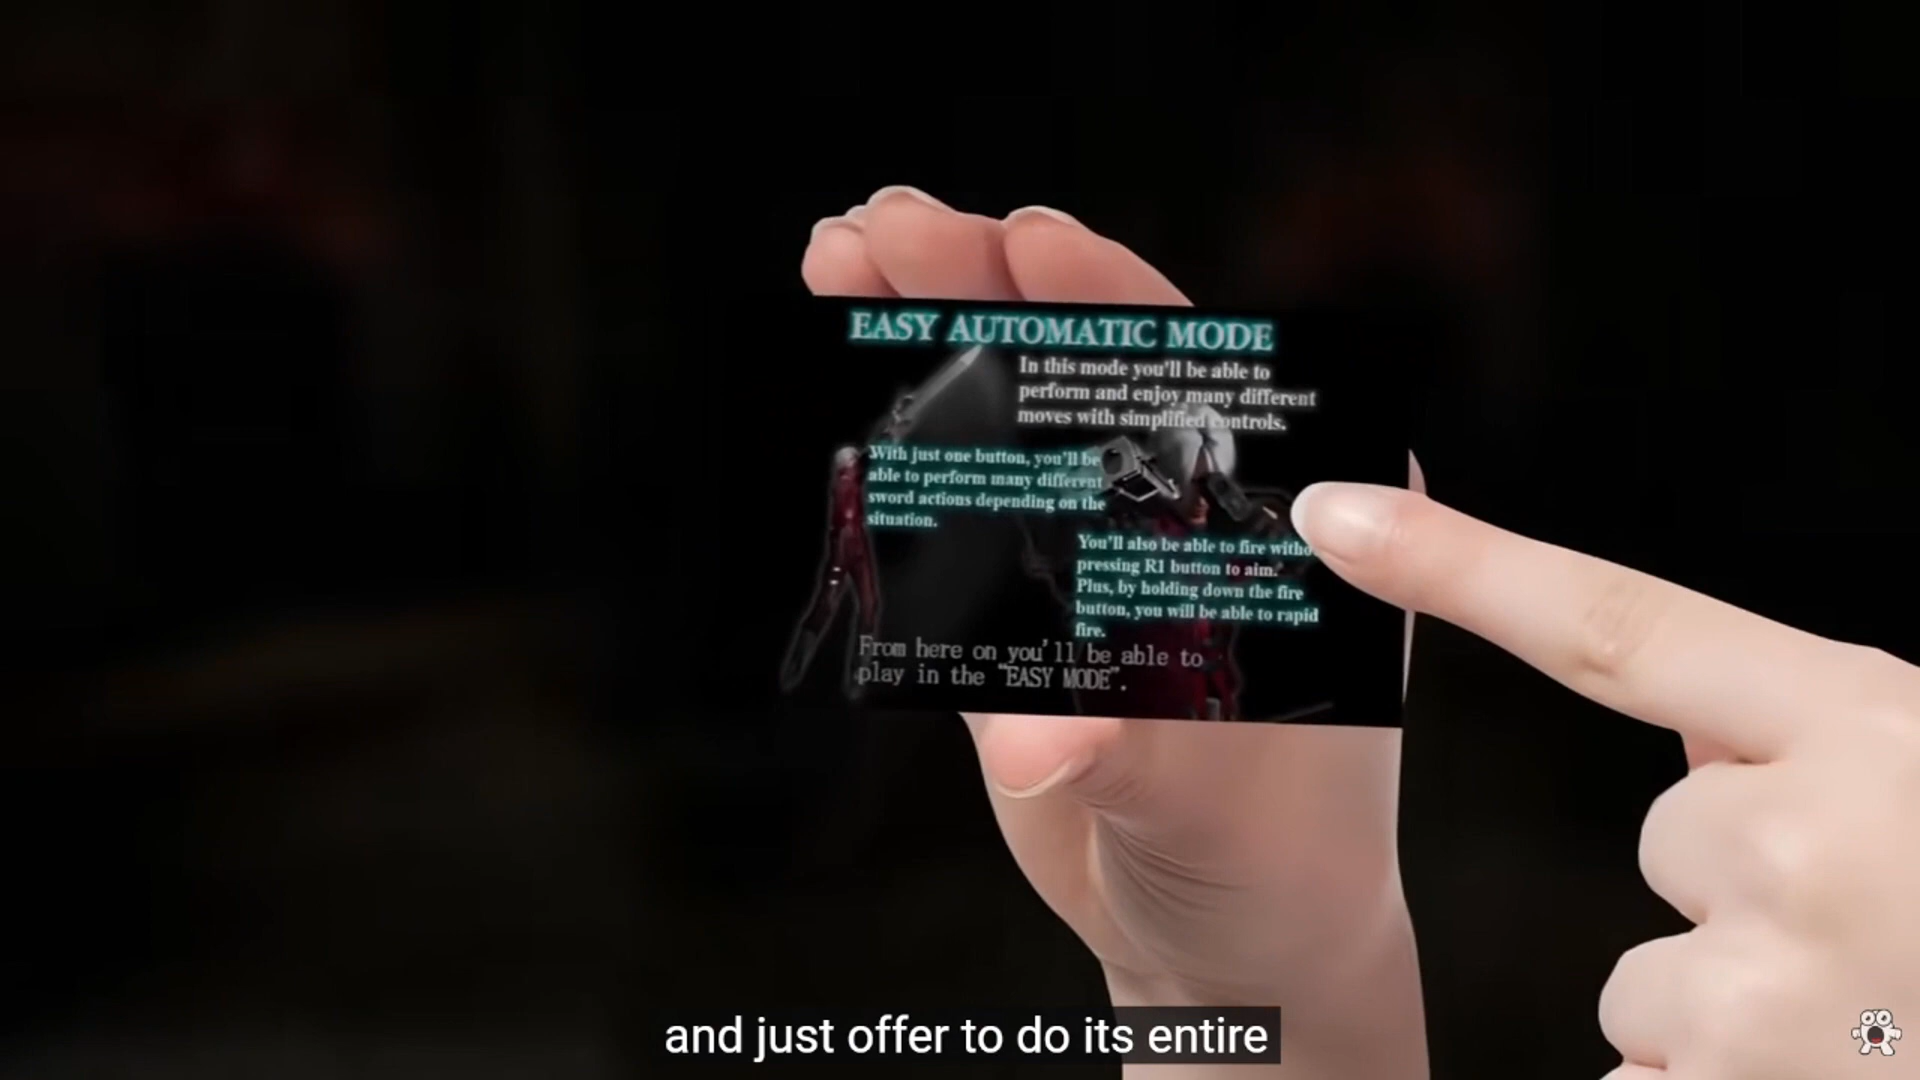 EASY AUTOMATIC MODE
In this mode you'll be able to
perform and enjoy many different
moves with simplified controls.
With just one button, you'll be
able to perform many different
sword actions depending on the
situation.
You'll also be able to fire witho
pressing R1 button to aim.
Plus, by holding down the fire
button, you will be able to rapid
fire.
From here on you'll be able to
play in the "EASY MODE".
and just offer to do its entire